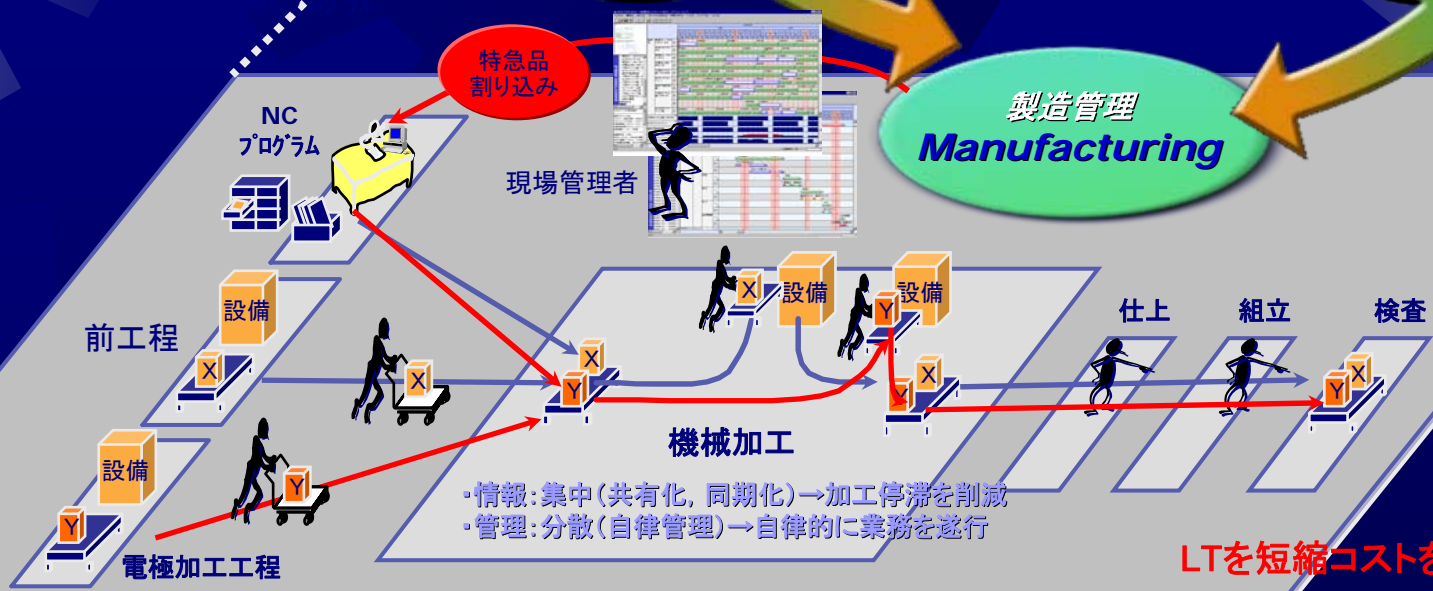 特急品
割り込み
製造管理
Manufacturing
NC
プログラム
現場管理者
設備
設備
設備
設備
X
Y
X
Y
X
Y
X
Y
X
Y
X
Y
前工程
仕上
組立
検査
機械加工
・情報：集中（共有化，同期化）→加工停滞を削減
・管理：分散（自律管理）→自律的に業務を遂行
電極加工工程
LTを短縮コストを